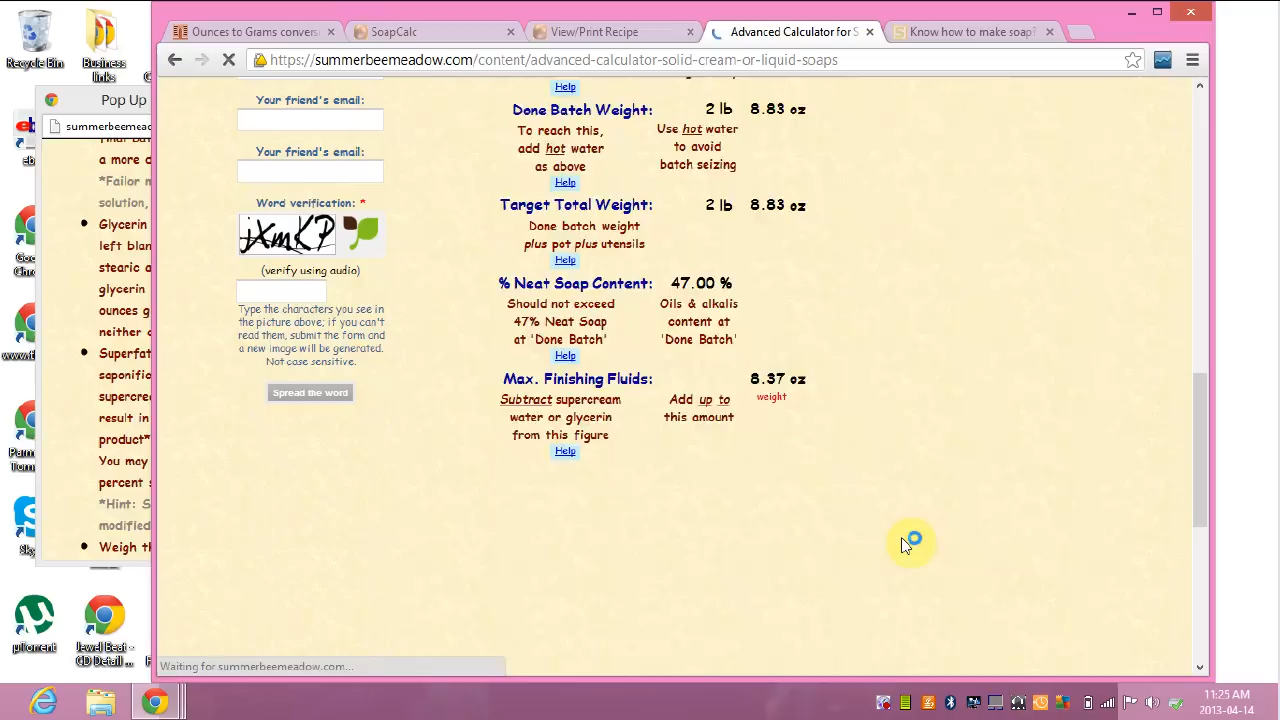 Recycle Bin
Business
links
Pop Up
summerbeemeadow
Ounces to Grams convers
SoapCalc
View/Print Recipe
Advanced Calculator for S
Know how to make soap?
https://summerbeemeadow.com/content/advanced-calculator-solid-cream-or-liquid-soaps
a more c
*Failor m
solution,
Glycerin
left blan
stearic a
glycerin
ounces g
neither c
Superfat
saponific
supercrea
result in
product*
You may
percent s
*Hint: S
modified
Weigh th
µTorrent
Jewel Beat -
CD Detail ...
Your friend's email:
Your friend's email:
Word verification: *
jXmKP
(verify using audio)
Type the characters you see in
the picture above; if you can't
read them, submit the form and
a new image will be generated.
Not case sensitive.
Spread the word
Help
Done Batch Weight: 2 lb 8.83 oz
To reach this,
add hot water
as above
Use hot water
to avoid
batch seizing
Help
Target Total Weight: 2 lb 8.83 oz
Done batch weight
plus pot plus utensils
Help
% Neat Soap Content: 47.00 %
Should not exceed
47% Neat Soap
at 'Done Batch'
Oils & alkalis
content at
'Done Batch'
Help
Max. Finishing Fluids: 8.37 oz
weight
Subtract supercream
water or glycerin
from this figure
Add up to
this amount
Help
Waiting for summerbeemeadow.com...
11:25 AM
2013-04-14